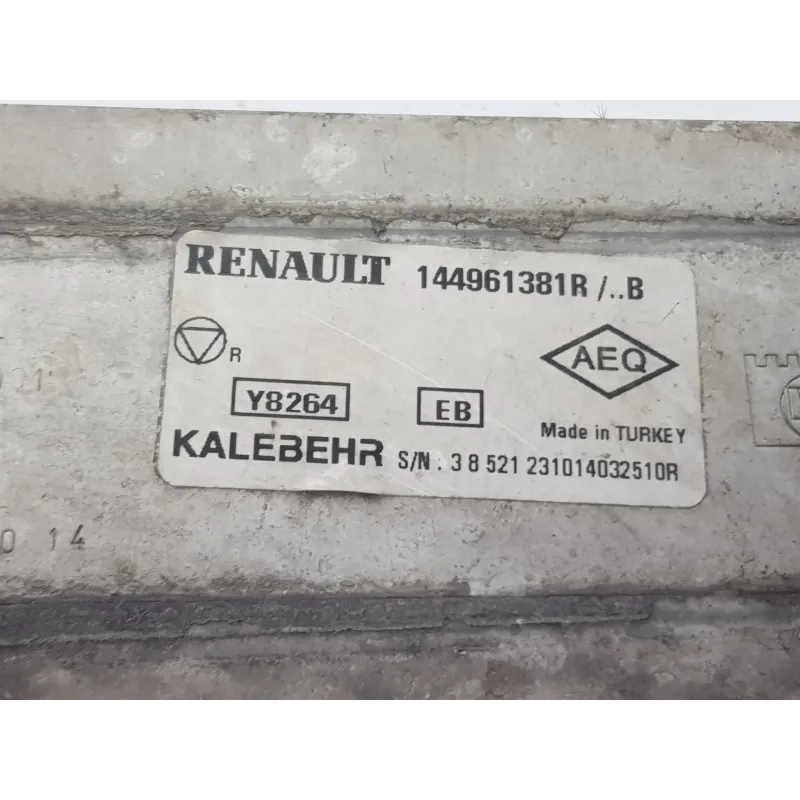 RENAULT 144961381R /..B
R
AEQ
Y8264 EB
Made in TURKEY
KALEBEHR S/N : 3 8 521 231014032510R
0 14